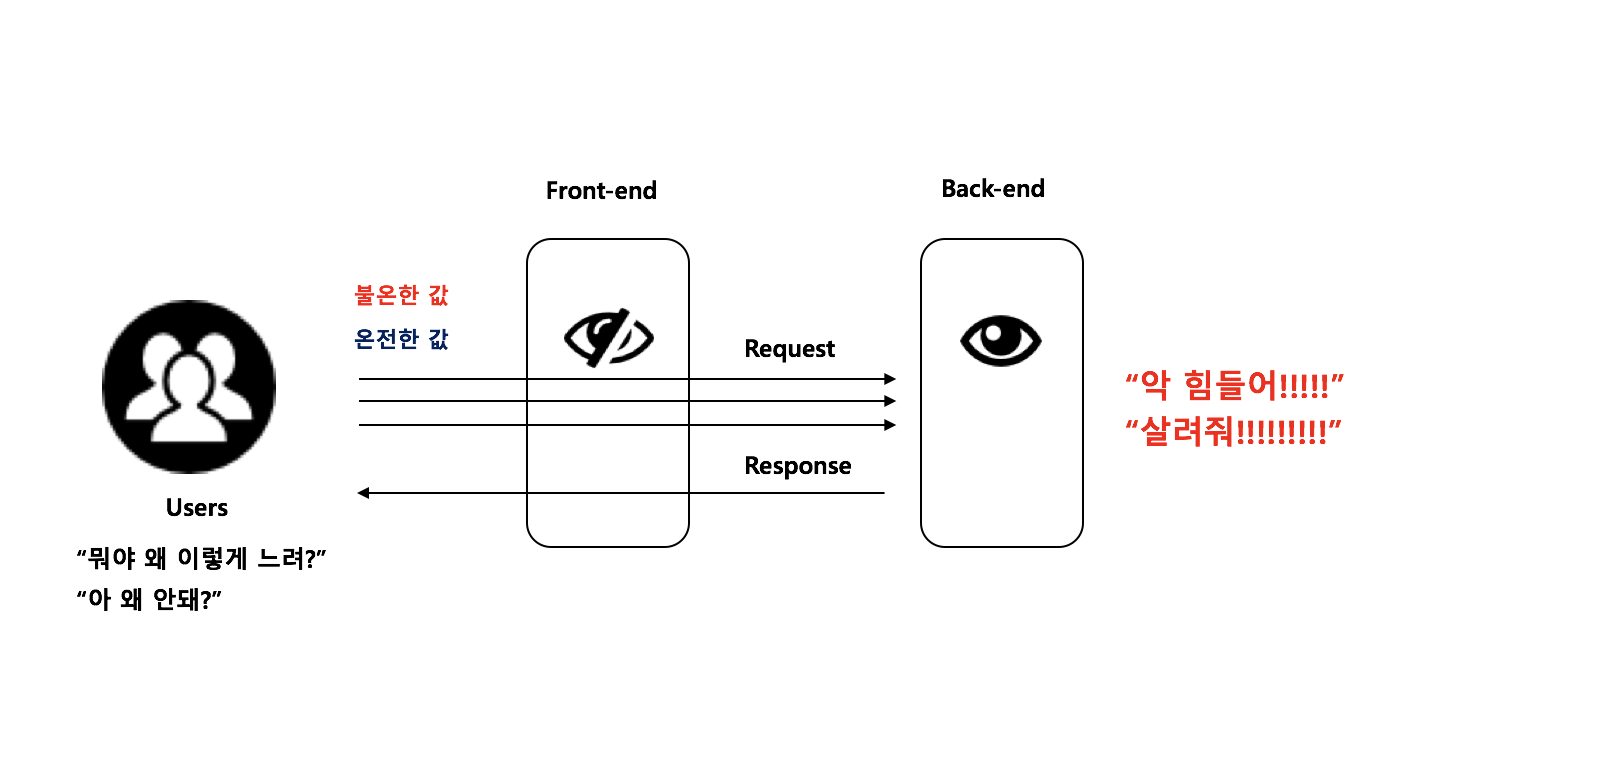 Front-end
Back-end
불온한 값
온전한 값
Request
“악 힘들어!!!!!”
“살려줘!!!!!!!!!”
Response
Users
“뭐야 왜 이렇게 느려?”
“아 왜 안돼?”